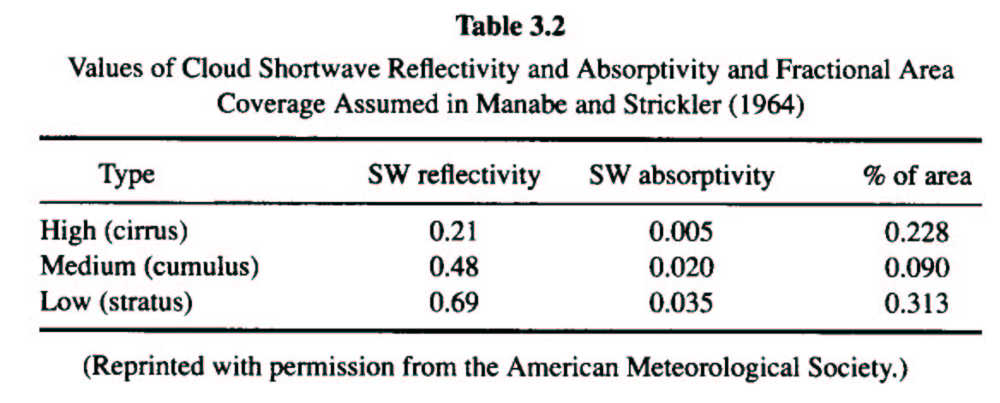 Table 3.2
Values of Cloud Shortwave Reflectivity and Absorptivity and Fractional Area
Coverage Assumed in Manabe and Strickler (1964)
Type SW reflectivity SW absorptivity % of area
High (cirrus) 0.21 0.005 0.228
Medium (cumulus) 0.48 0.020 0.090
Low (stratus) 0.69 0.035 0.313
(Reprinted with permission from the American Meteorological Society.)